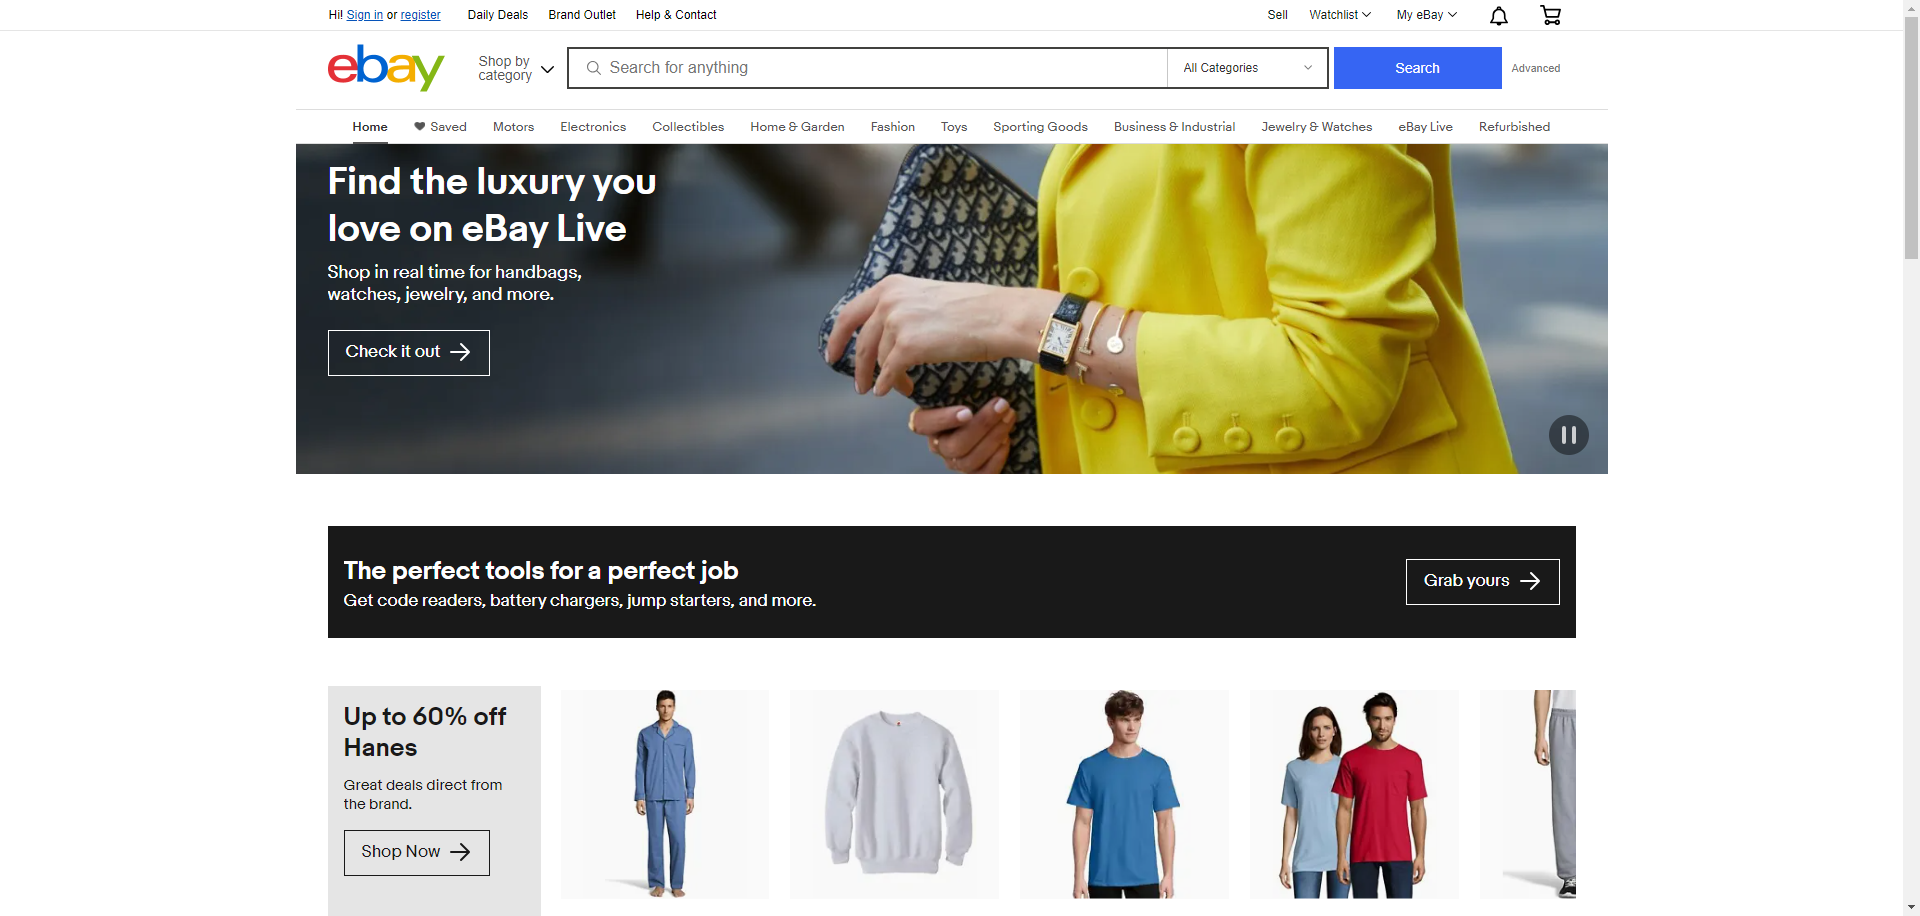 Hi! Sign in or register Daily Deals Brand Outlet Help & Contact Sell Watchlist My eBay
ebay
Shop by
category
Search for anything
All Categories
Search
Advanced
Home Saved Motors Electronics Collectibles Home & Garden Fashion Toys Sporting Goods Business & Industrial Jewelry & Watches eBay Live Refurbished
Find the luxury you
love on eBay Live
Shop in real time for handbags,
watches, jewelry, and more.
Check it out
The perfect tools for a perfect job
Get code readers, battery chargers, jump starters, and more.
Grab yours
Up to 60% off
Hanes
Great deals direct from
the brand.
Shop Now